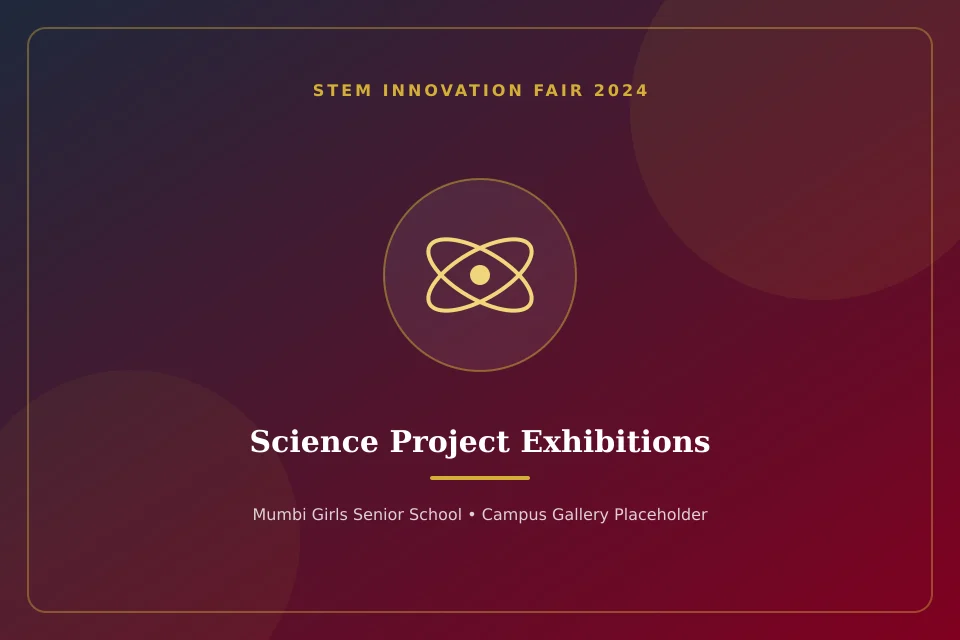 STEM INNOVATION FAIR 2024
Science Project Exhibitions
Mumbi Girls Senior School • Campus Gallery Placeholder